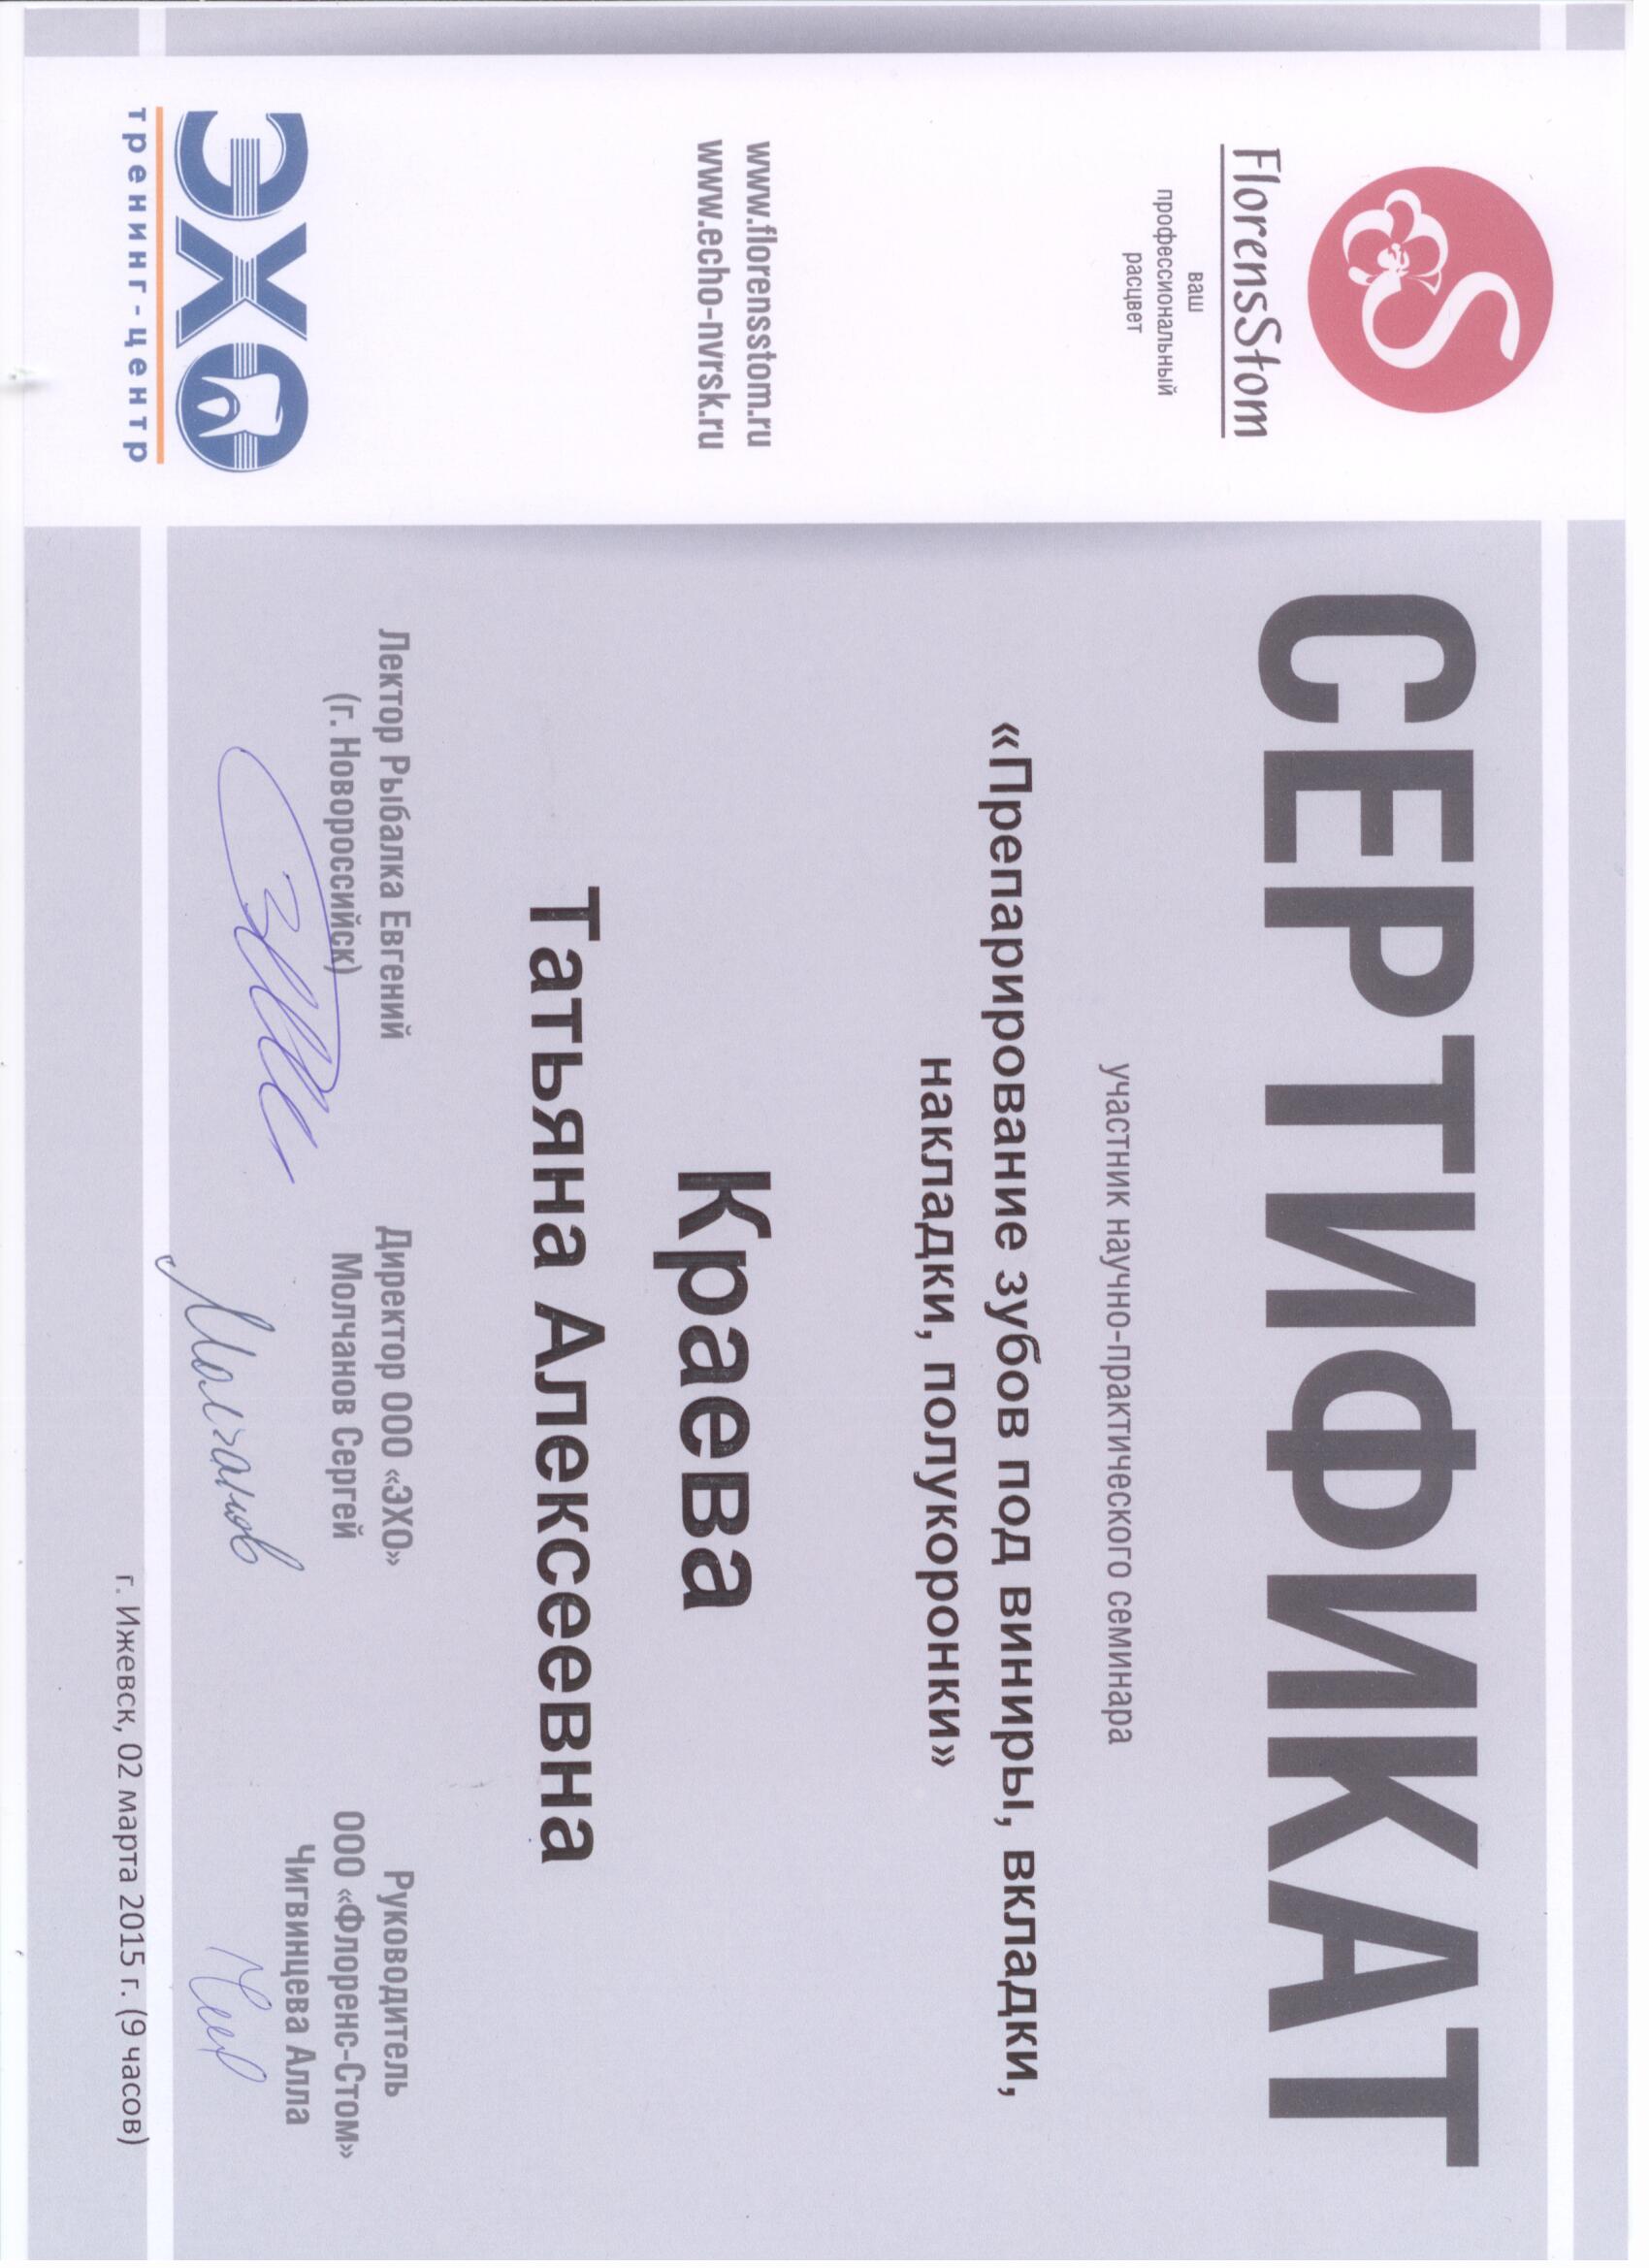 FlorensStom
ваш
профессиональный
расцвет
www.florensstom.ru
www.echo-nvrsk.ru
ЭХО
тренинг-центр
СЕРТИФИКАТ
участник научно-практического семинара
«Препарирование зубов под виниры, вкладки,
накладки, полукоронки»
Краева
Татьяна Алексеевна
Лектор Рыбалка Евгений
(г. Новороссийск)
Директор ООО «ЭХО»
Молчанов Сергей
Молчанов
Руководитель
ООО «Флоренс-Стом»
Чигвинцева Алла
г. Ижевск, 02 марта 2015 г. (9 часов)